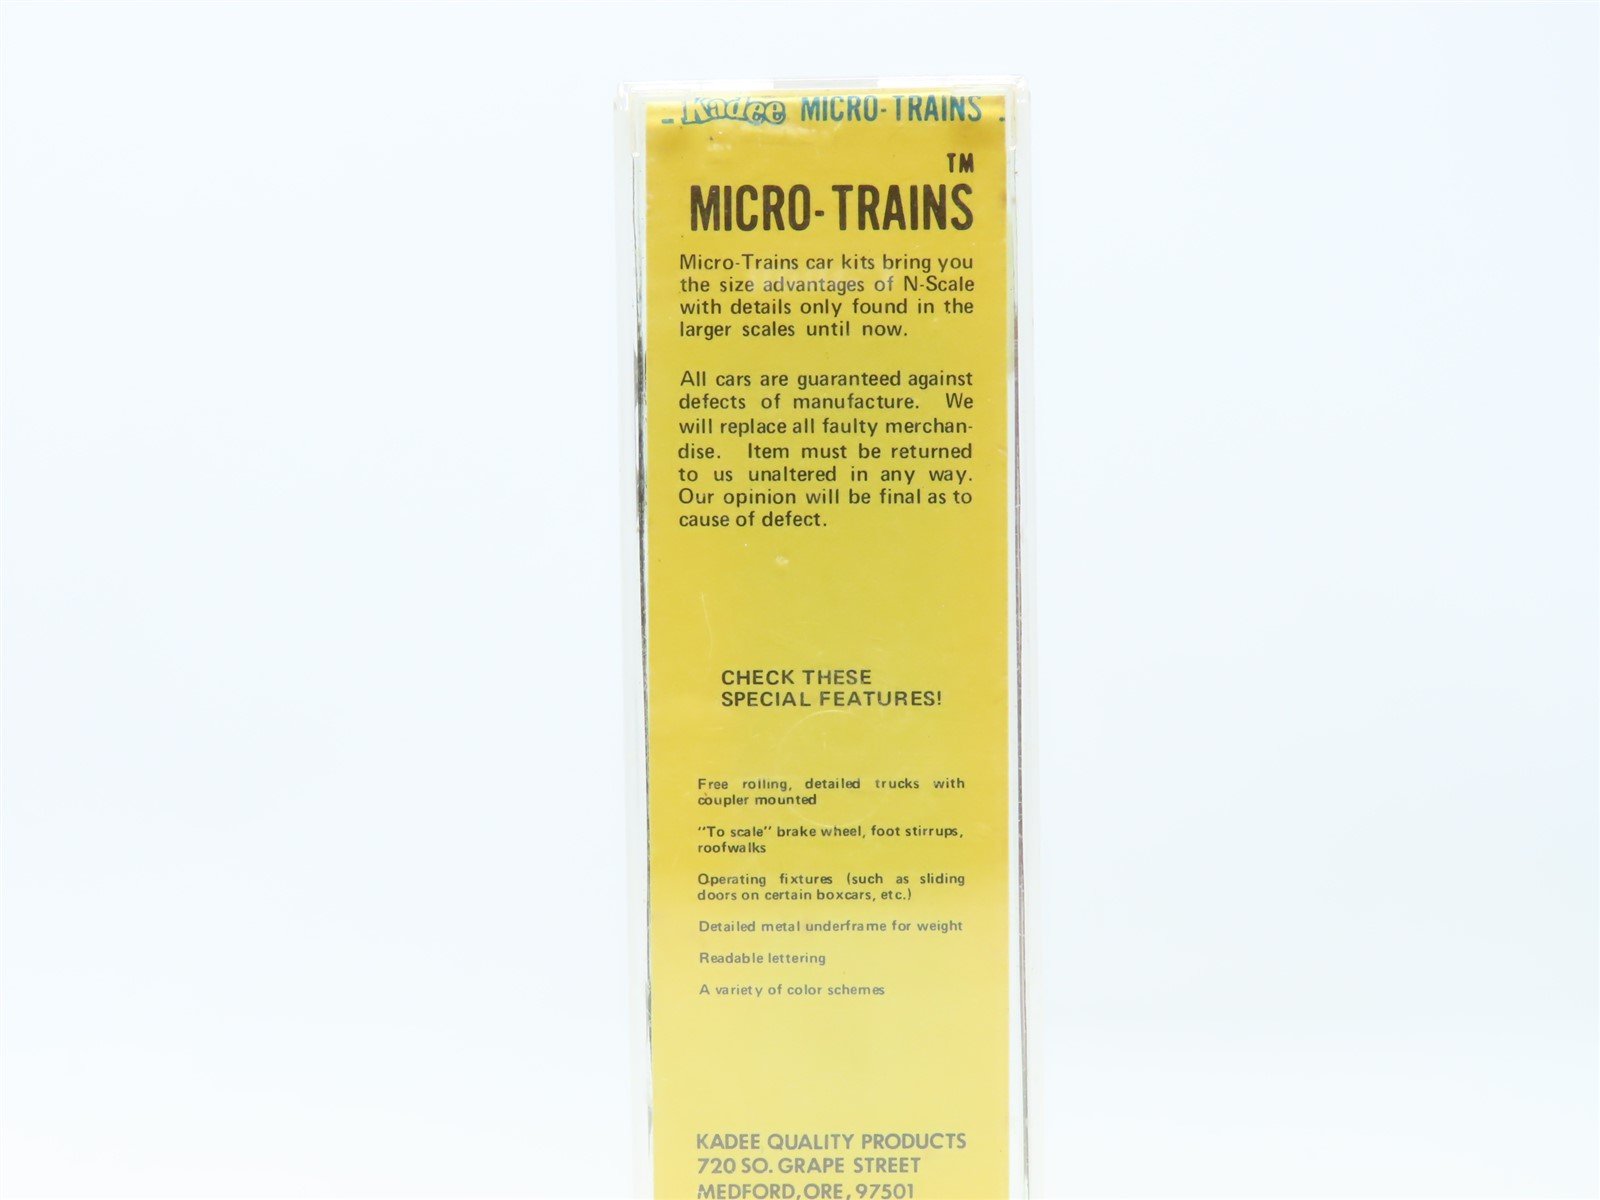 Kadee MICRO-TRAINS
TM
MICRO-TRAINS
Micro-Trains car kits bring you
the size advantages of N-Scale
with details only found in the
larger scales until now.
All cars are guaranteed against
defects of manufacture. We
will replace all faulty merchan-
dise. Item must be returned
to us unaltered in any way.
Our opinion will be final as to
cause of defect.
CHECK THESE
SPECIAL FEATURES!
Free rolling, detailed trucks with
coupler mounted
"To scale" brake wheel, foot stirrups,
roofwalks
Operating fixtures (such as sliding
doors on certain boxcars, etc.)
Detailed metal underframe for weight
Readable lettering
A variety of color schemes
KADEE QUALITY PRODUCTS
720 SO. GRAPE STREET
MEDFORD, ORE, 97501